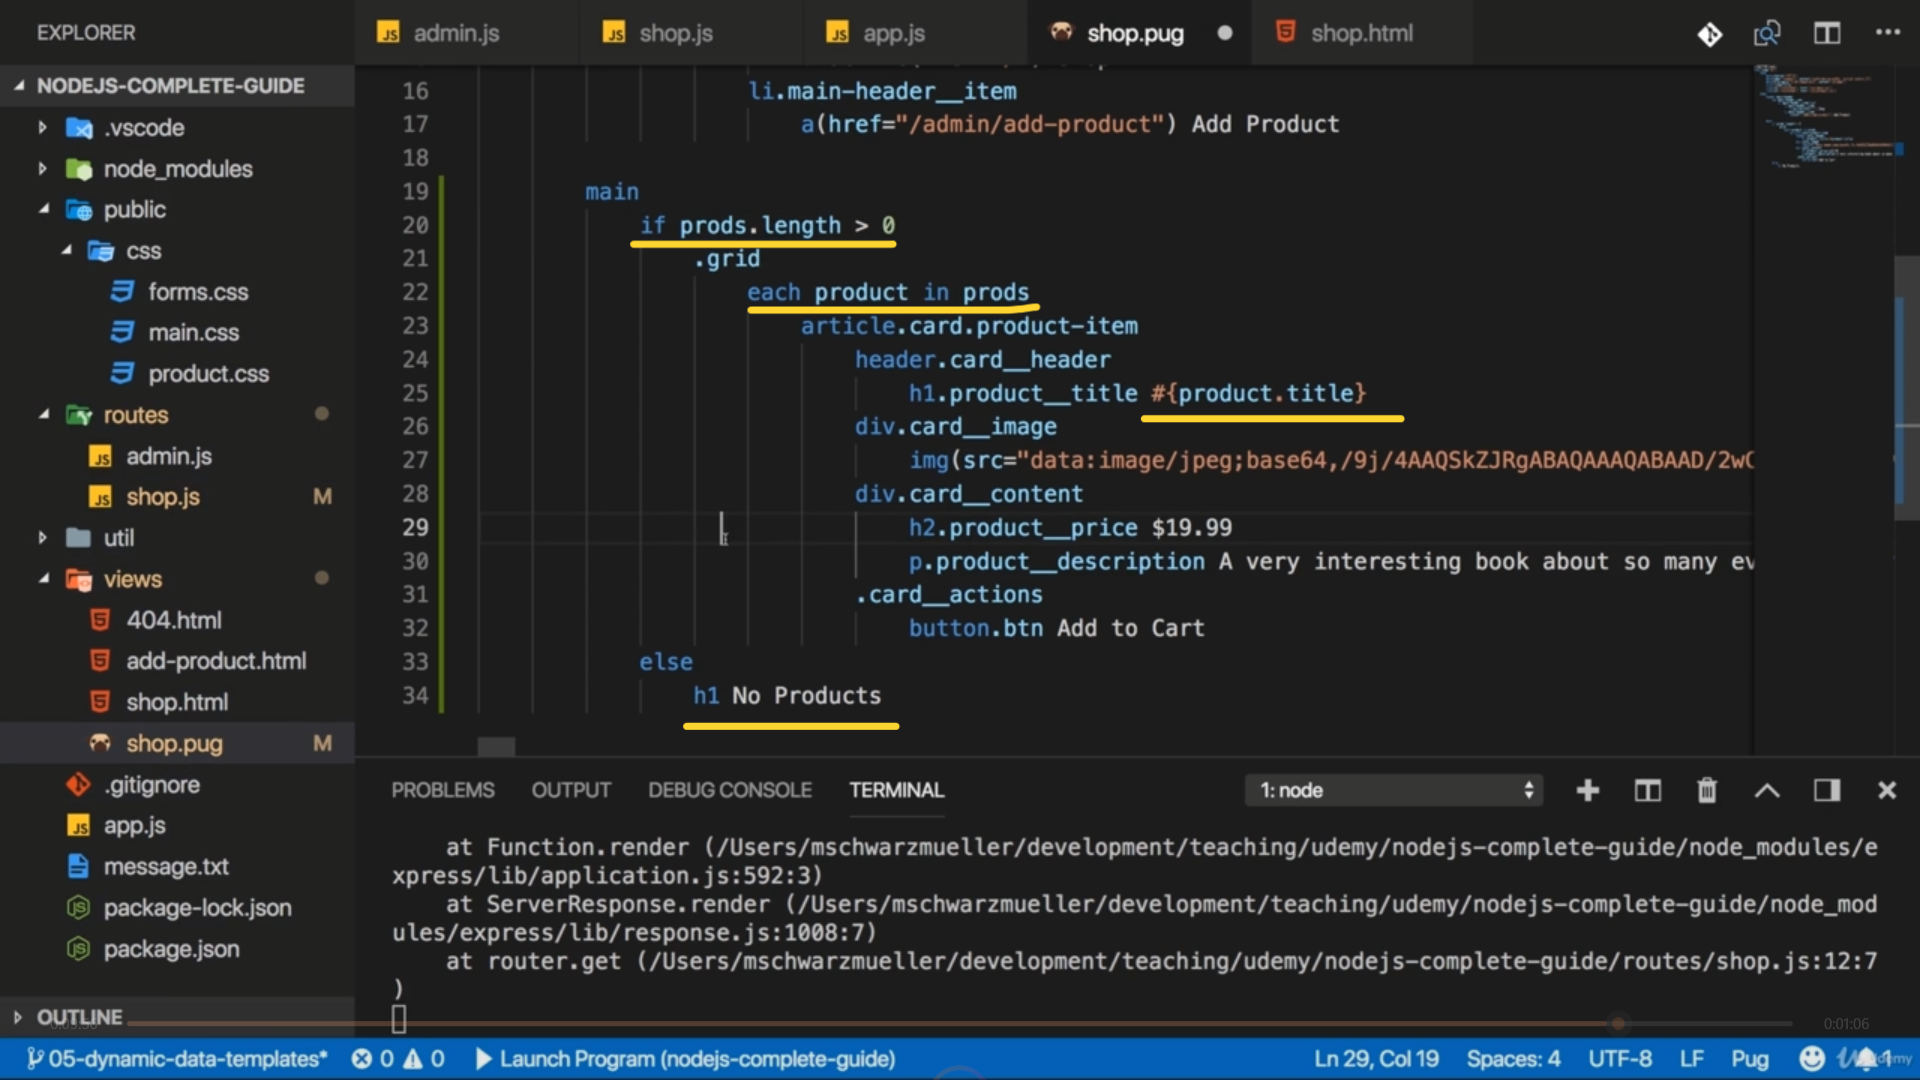 EXPLORER
admin.js
shop.js
app.js
shop.pug
shop.html
NODEJS-COMPLETE-GUIDE
.vscode
node_modules
public
css
forms.css
main.css
product.css
routes
admin.js
shop.js M
util
views
404.html
add-product.html
shop.html
shop.pug M
.gitignore
app.js
message.txt
package-lock.json
package.json
OUTLINE
16 li.main-header__item
17 a(href="/admin/add-product") Add Product
18
19 main
20 if prods.length > 0
21 .grid
22 each product in prods
23 article.card.product-item
24 header.card__header
25 h1.product__title #{product.title}
26 div.card__image
27 img(src="data:image/jpeg;base64,/9j/4AAQSkZJRgABAQAAAQABAAD/2wC
28 div.card__content
29 h2.product__price $19.99
30 p.product__description A very interesting book about so many ev
31 .card__actions
32 button.btn Add to Cart
33 else
34 h1 No Products
PROBLEMS OUTPUT DEBUG CONSOLE TERMINAL 1: node
at Function.render (/Users/mschwarzmueller/development/teaching/udemy/nodejs-complete-guide/node_modules/e
xpress/lib/application.js:592:3)
at ServerResponse.render (/Users/mschwarzmueller/development/teaching/udemy/nodejs-complete-guide/node_mod
ules/express/lib/response.js:1008:7)
at router.get (/Users/mschwarzmueller/development/teaching/udemy/nodejs-complete-guide/routes/shop.js:12:7
)
0:01:06
05-dynamic-data-templates* 0 0 Launch Program (nodejs-complete-guide) Ln 29, Col 19 Spaces: 4 UTF-8 LF Pug 1